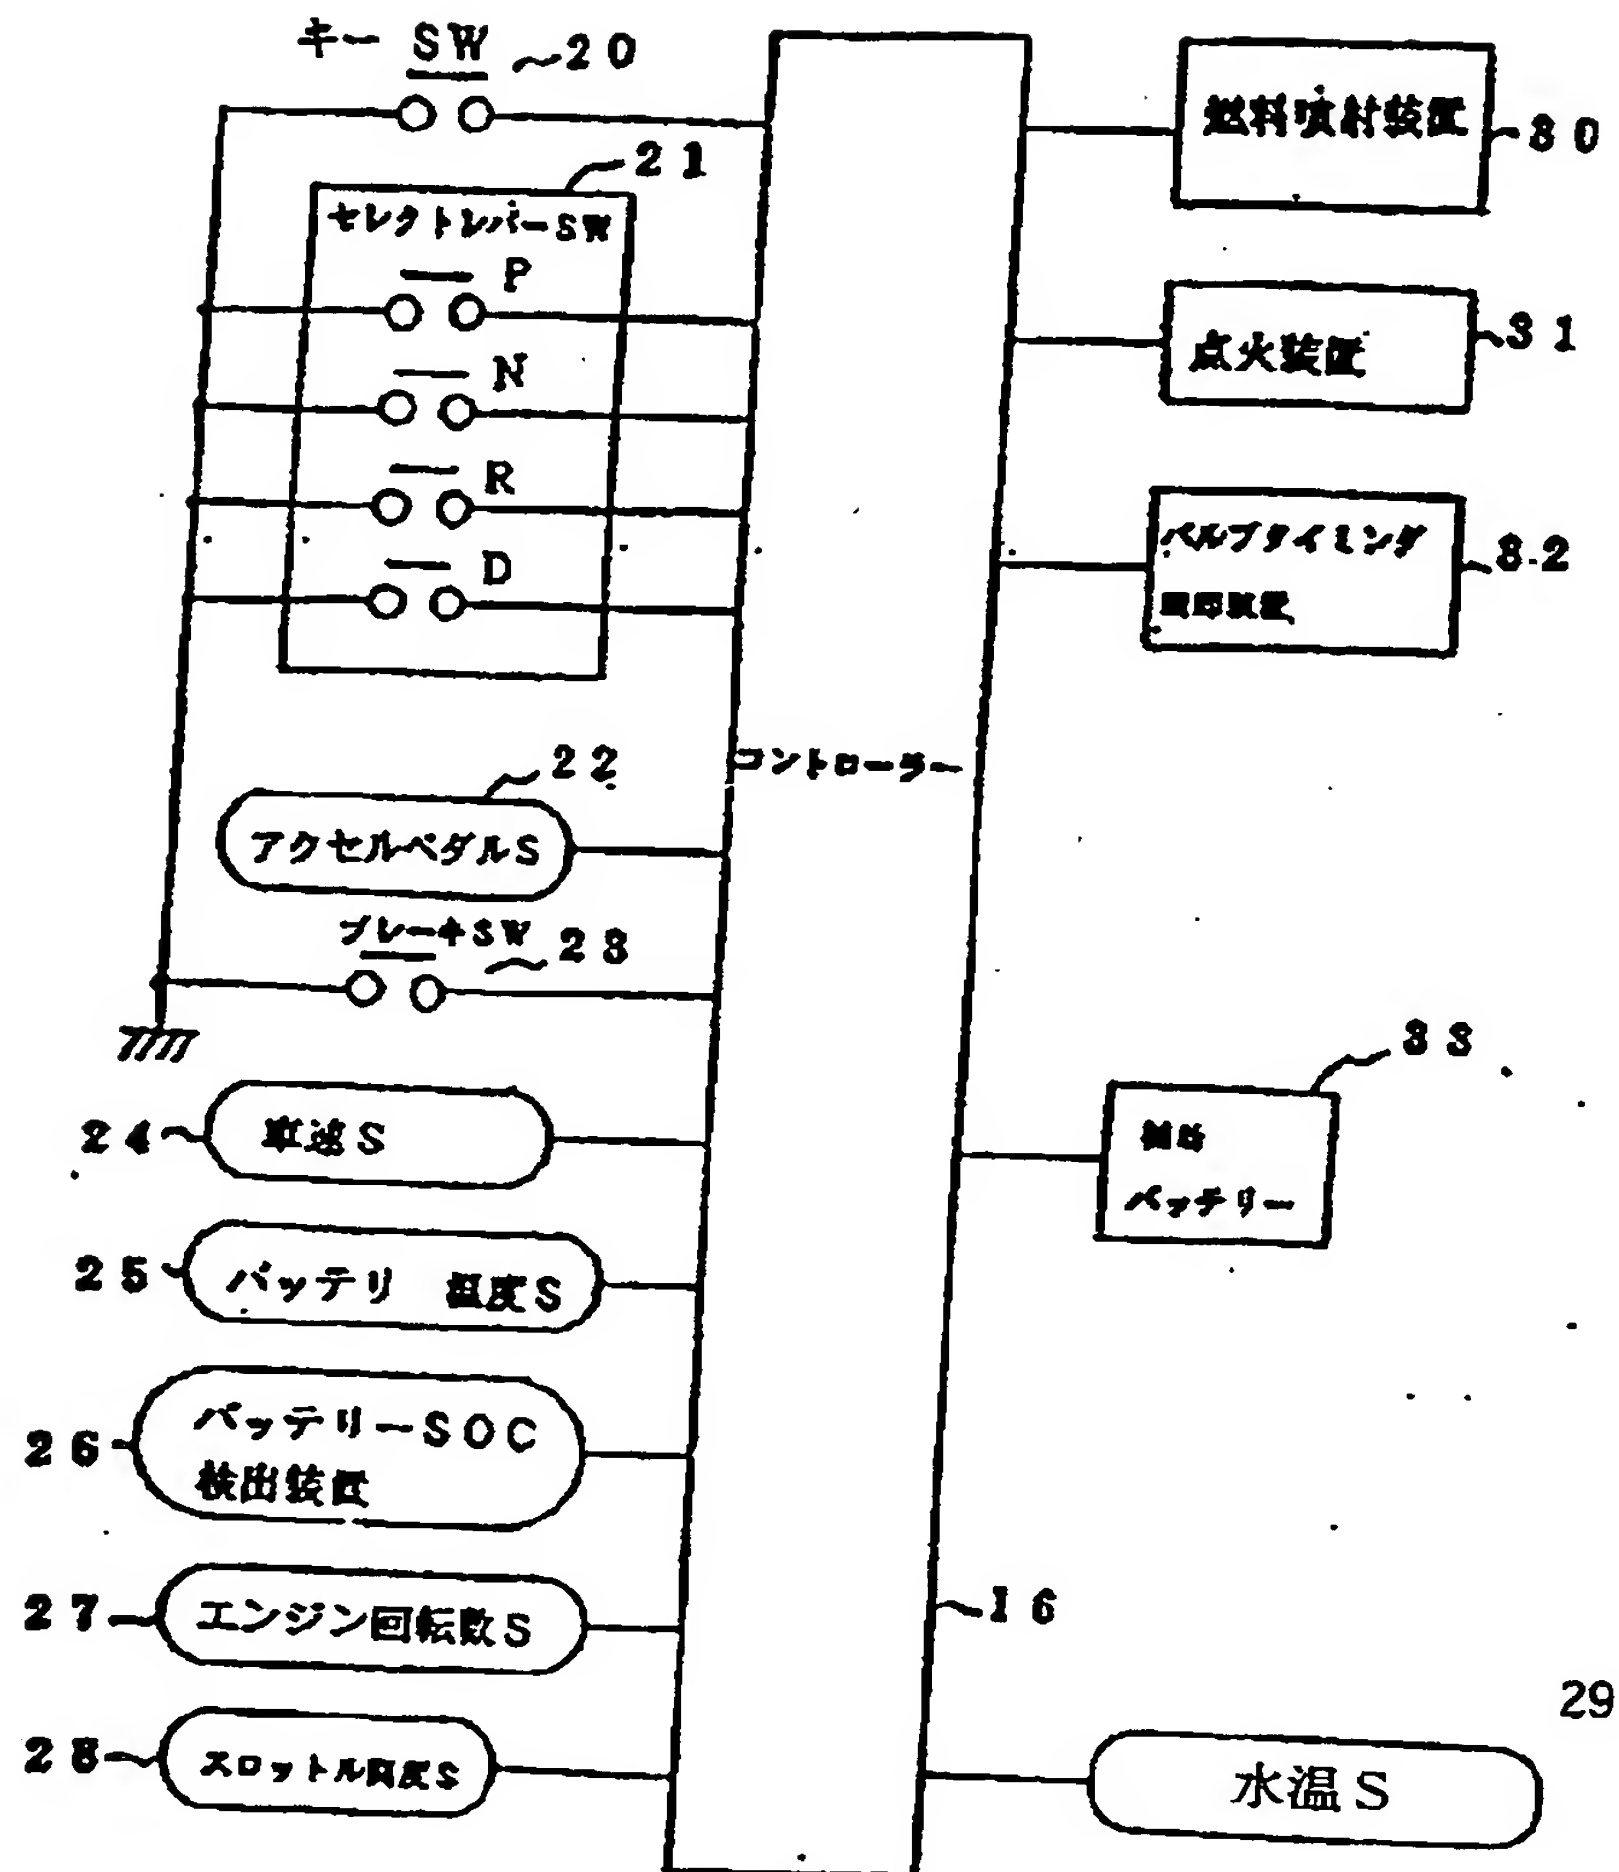 キー SW
20
21
セレクトレバーSW
P
N
R
D
22
アクセルペダルS
ブレーキSW
23
24
車速S
25
バッテリ 温度S
26
バッテリーSOC
検出装置
27
エンジン回転数S
28
スロットル開度S
コントローラー
16
燃料噴射装置
30
点火装置
31
バルブタイミング
装置
32
33
補助
バッテリー
29
水温S